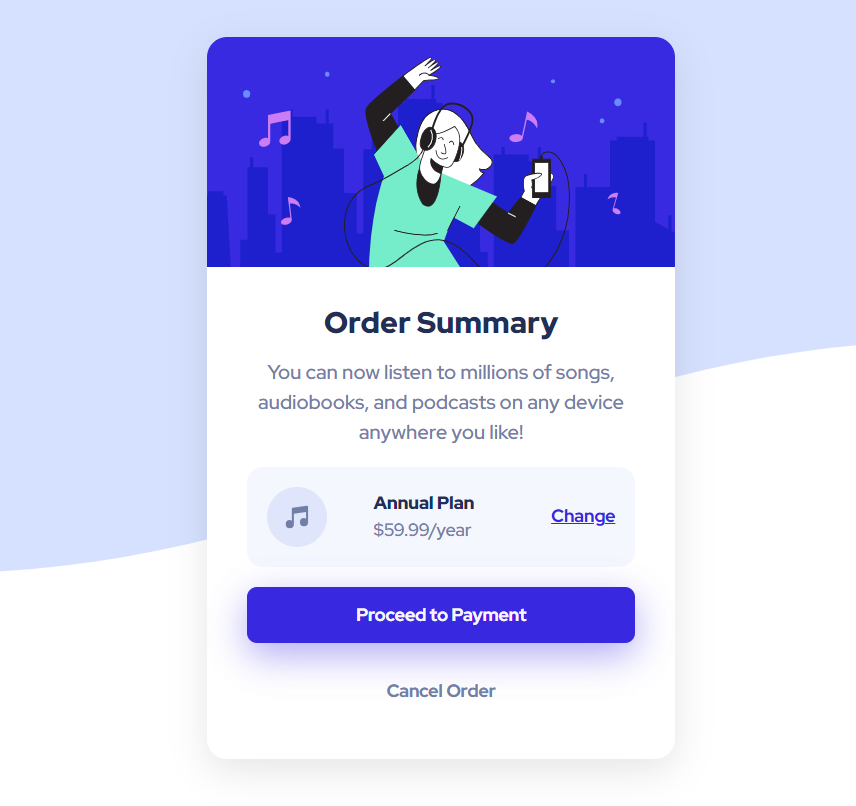 Order Summary
You can now listen to millions of songs,
audiobooks, and podcasts on any device
anywhere you like!
Annual Plan
$59.99/year
Change
Proceed to Payment
Cancel Order